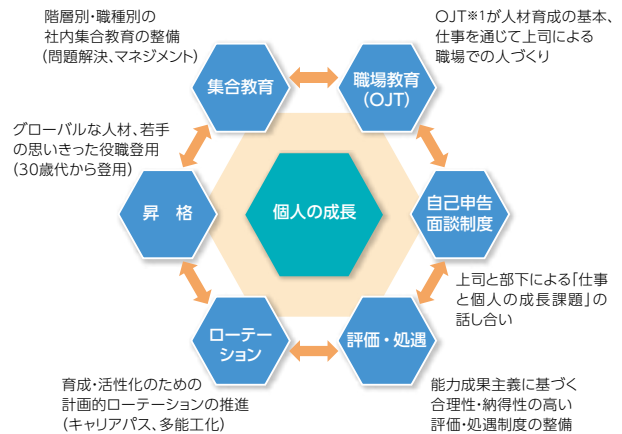 階層別・職種別の
社内集合教育の整備
(問題解決、マネジメント)
OJT※1が人材育成の基本、
仕事を通じて上司による
職場での人づくり
集合教育
職場教育
(OJT)
グローバルな人材、若手
の思いきった役職登用
(30歳代から登用)
昇 格
個人の成長
自己申告
面談制度
上司と部下による「仕事
と個人の成長課題」の
話し合い
ローテー
ション
評価・処遇
育成・活性化のための
計画的ローテーションの推進
(キャリアパス、多能工化)
能力成果主義に基づく
合理性・納得性の高い
評価・処遇制度の整備